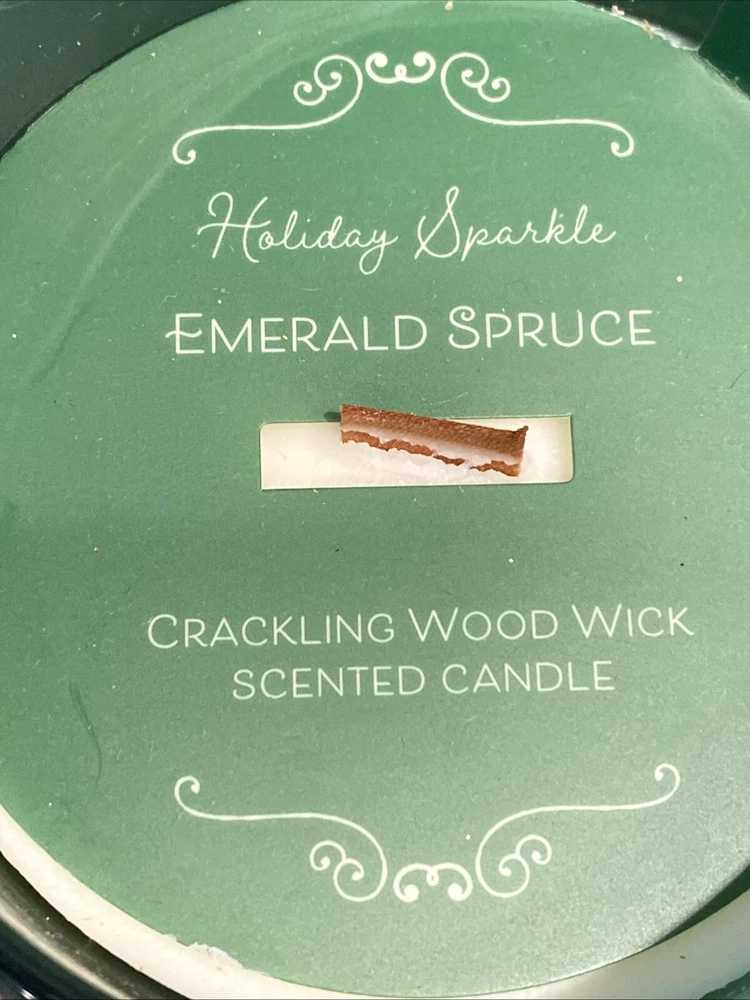 Holiday Sparkle
EMERALD SPRUCE
CRACKLING WOOD WICK
SCENTED CANDLE